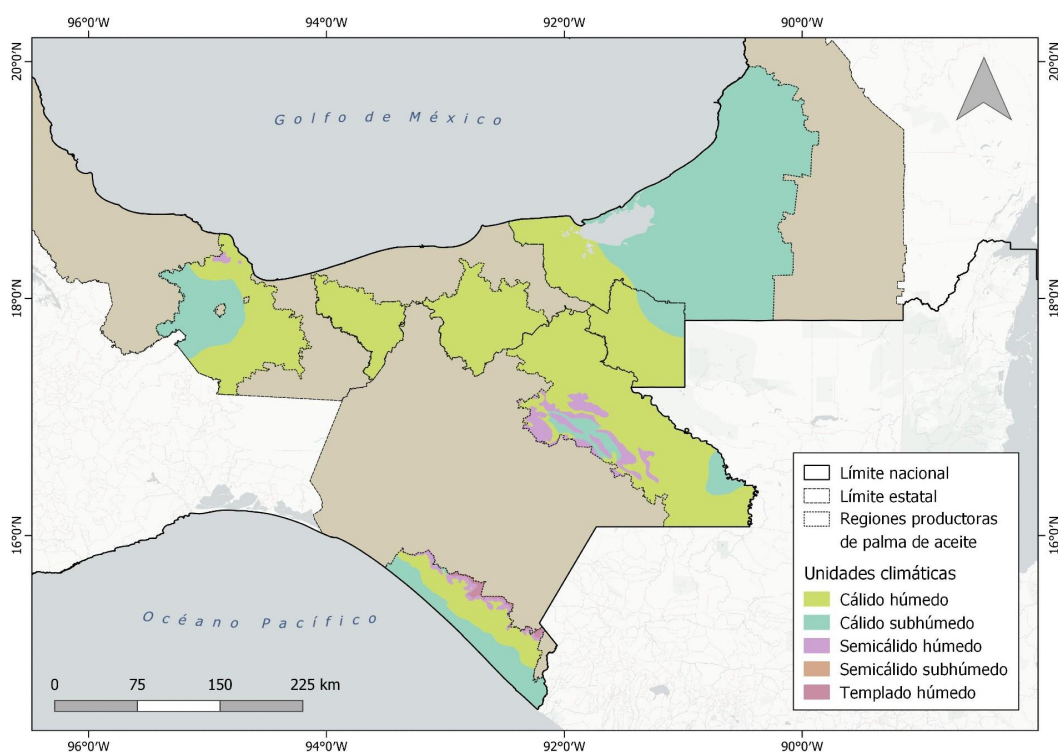 96°0'W 94°0'W 92°0'W 90°0'W
20°0'N 20°0'N
Golfo de México
18°0'N 18°0'N
16°0'N 16°0'N
Océano Pacífico
Límite nacional
Límite estatal
Regiones productoras
de palma de aceite
Unidades climáticas
Cálido húmedo
Cálido subhúmedo
Semicálido húmedo
Semicálido subhúmedo
Templado húmedo
0 75 150 225 km
96°0'W 94°0'W 92°0'W 90°0'W